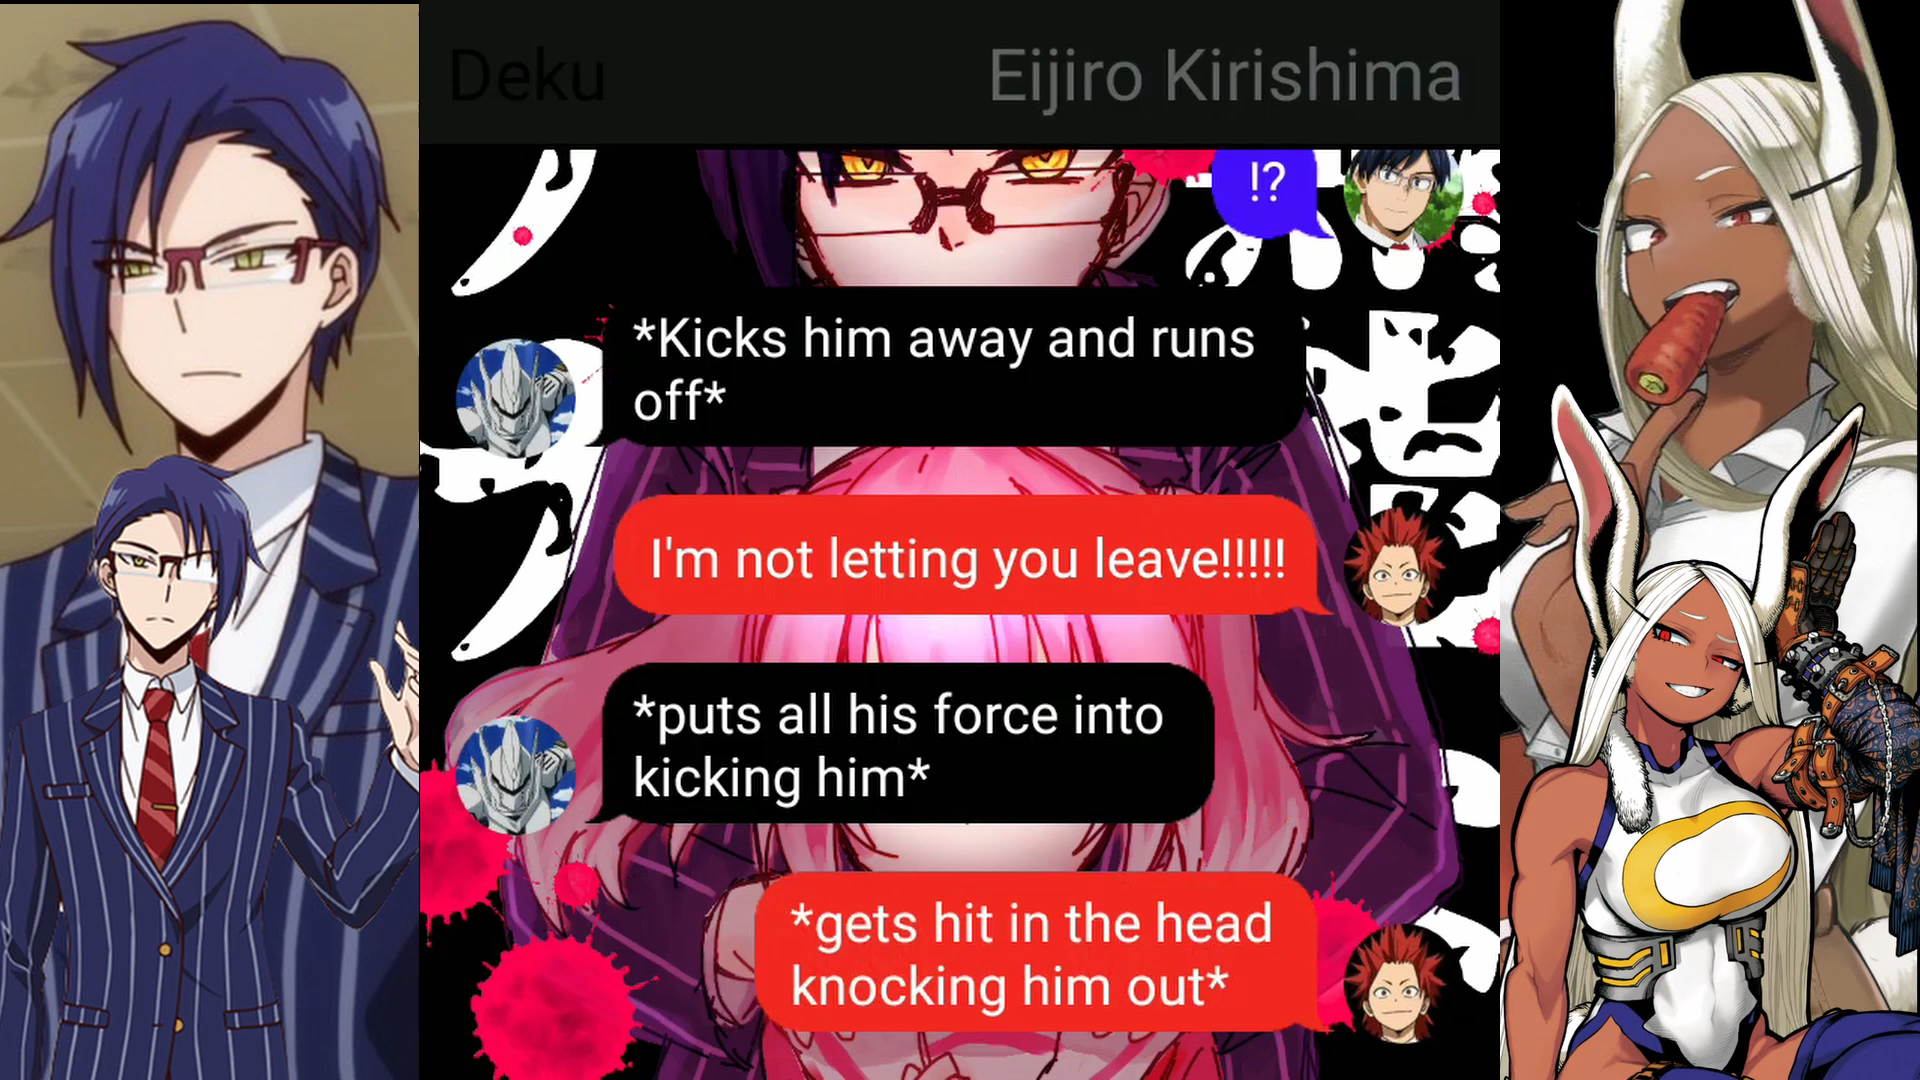 Deku
Eijiro Kirishima
!?
*Kicks him away and runs
off*
I'm not letting you leave!!!!!
*puts all his force into
kicking him*
*gets hit in the head
knocking him out*